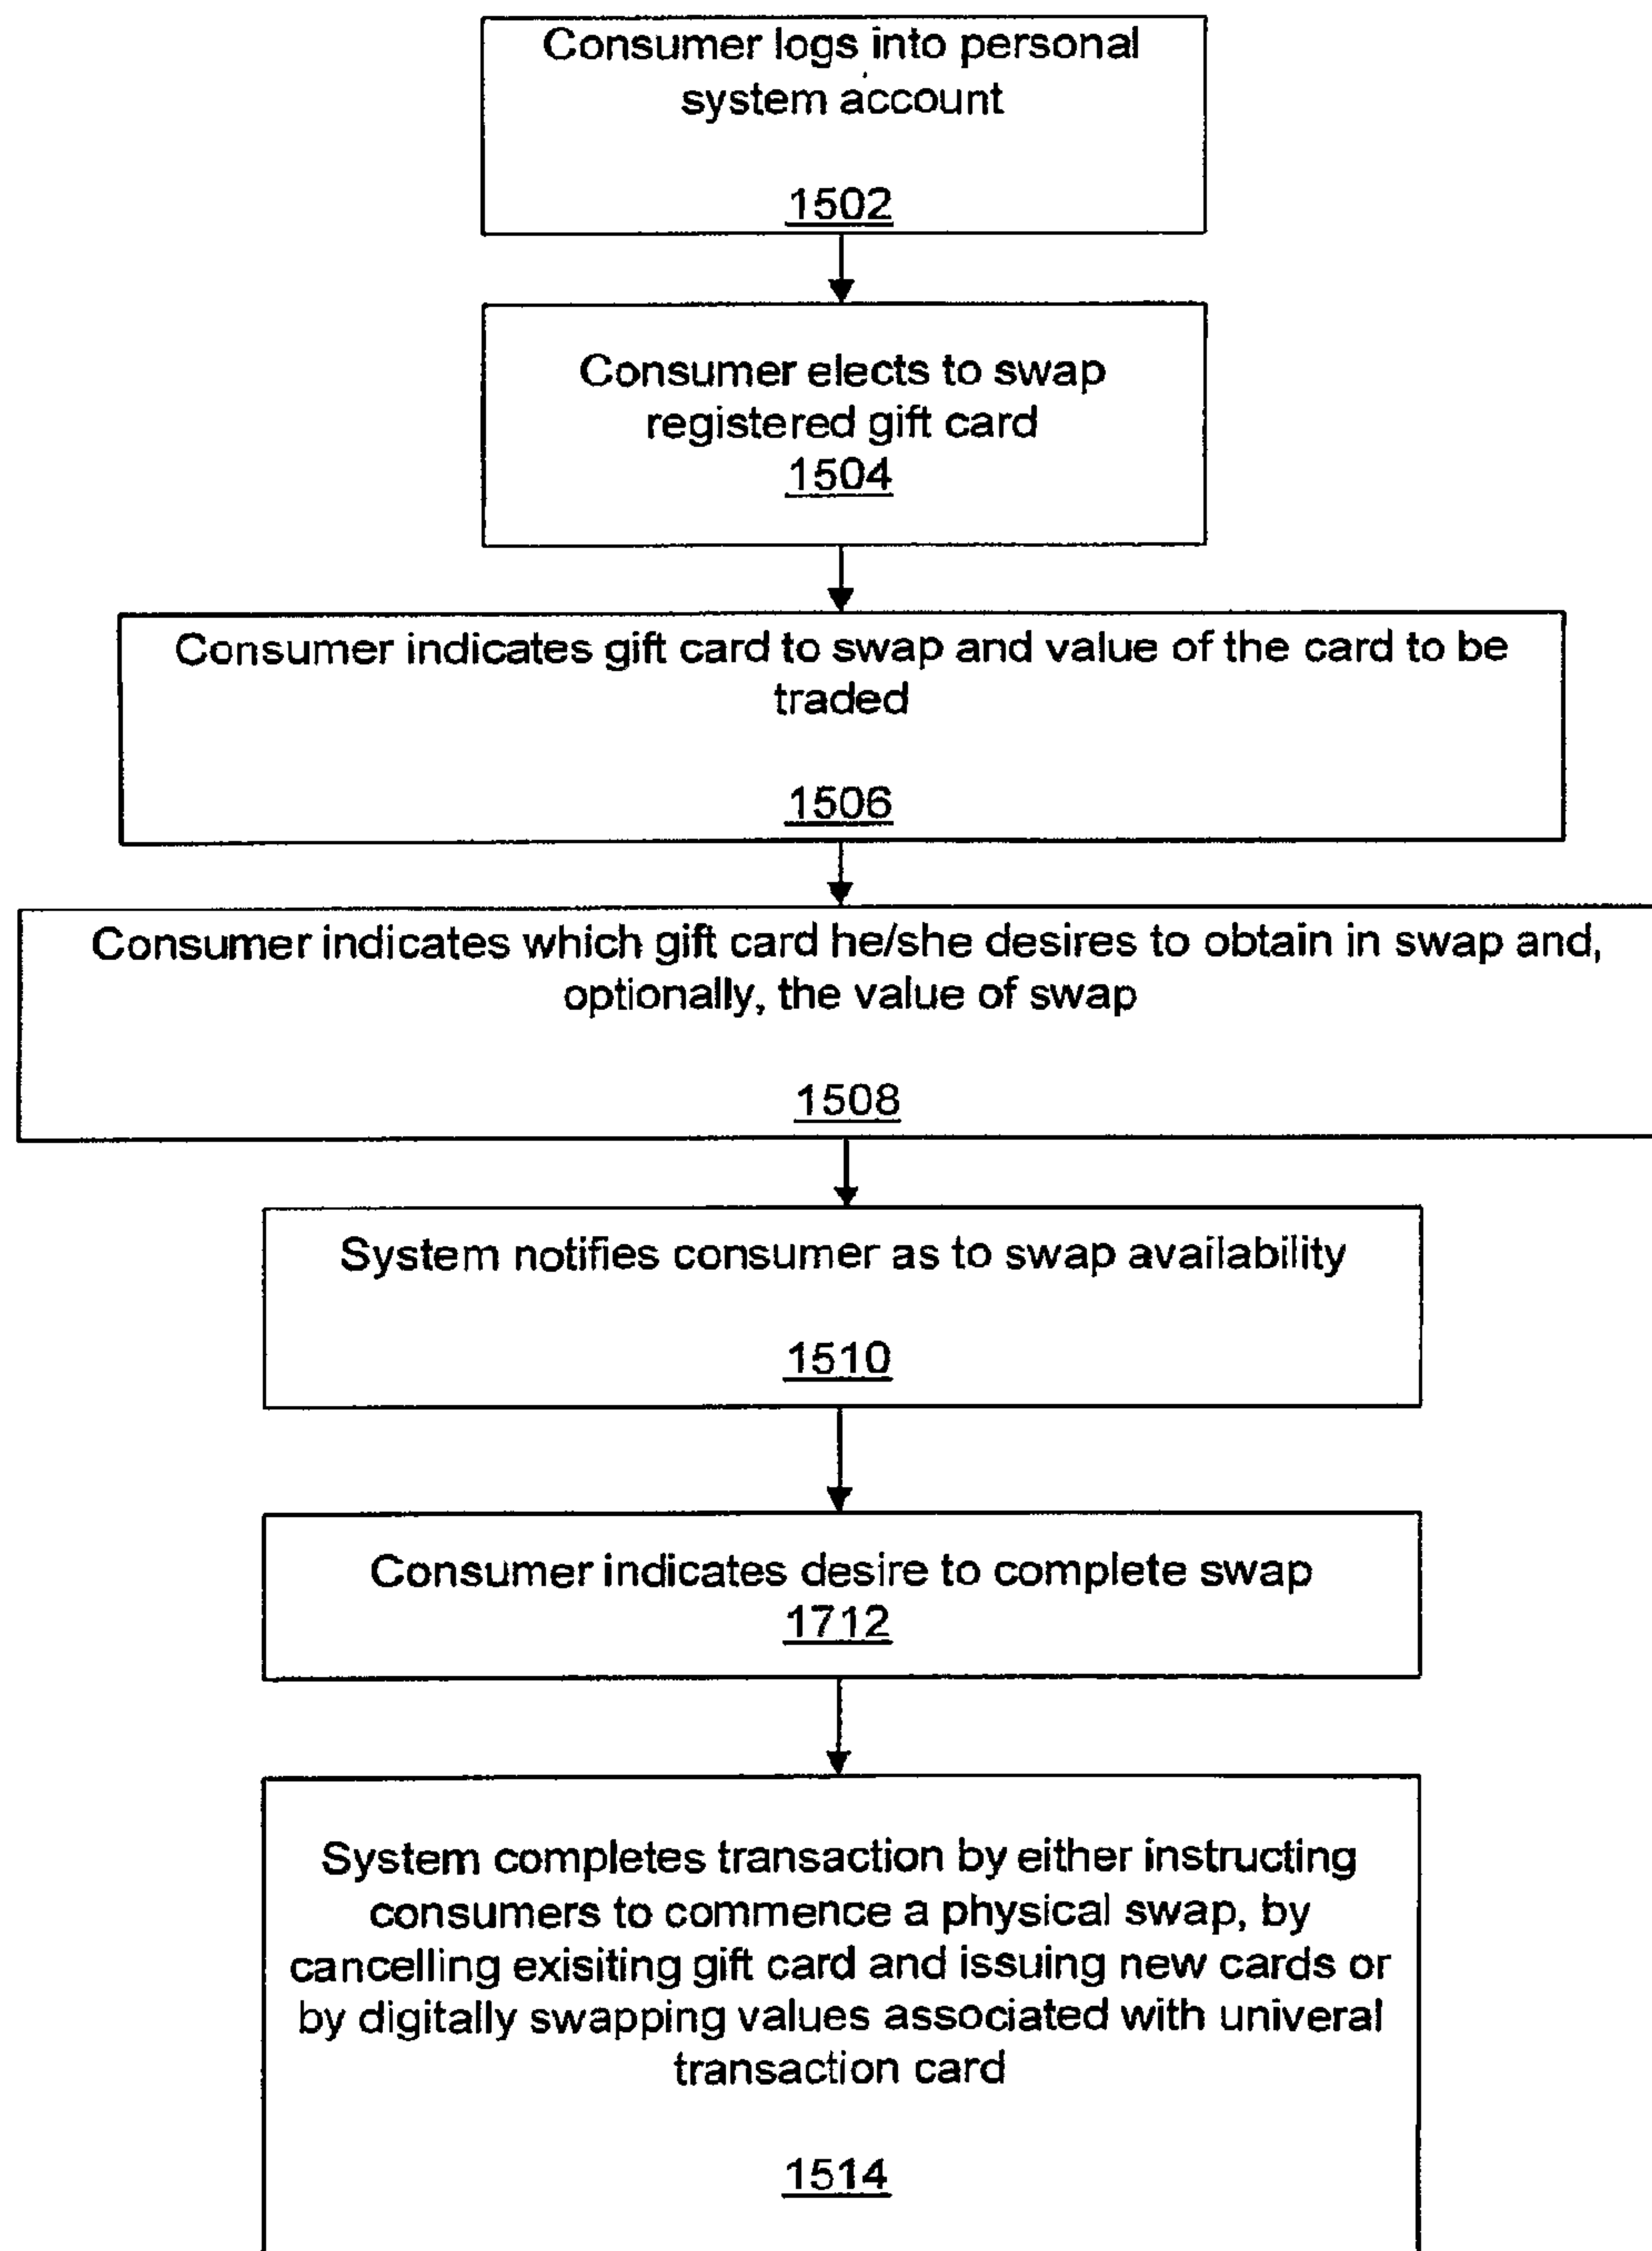 Consumer logs into personal
system account
1502
Consumer elects to swap
registered gift card
1504
Consumer indicates gift card to swap and value of the card to be
traded
1506
Consumer indicates which gift card he/she desires to obtain in swap and,
optionally, the value of swap
1508
System notifies consumer as to swap availability
1510
Consumer indicates desire to complete swap
1712
System completes transaction by either instructing
consumers to commence a physical swap, by
cancelling exisiting gift card and issuing new cards or
by digitally swapping values associated with univeral
transaction card
1514